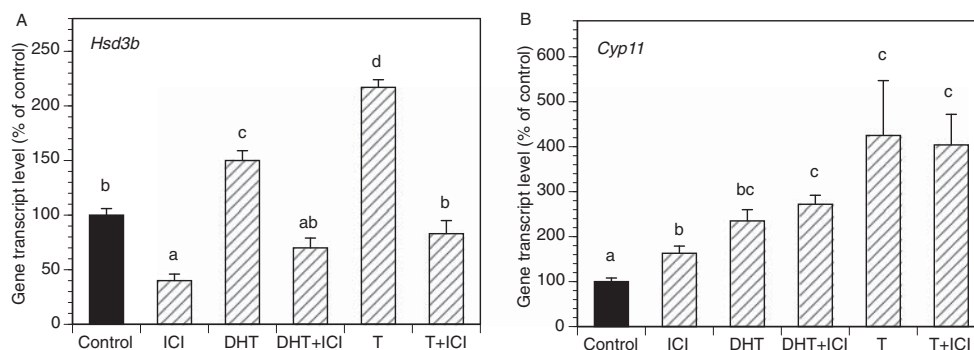 A
Hsd3b
Gene transcript level (% of control)
250
200
150
100
50
0
b
a
c
ab
d
b
Control ICI DHT DHT+ICI T T+ICI
B
Cyp11
Gene transcript level (% of control)
600
500
400
300
200
100
0
a
b
bc
c
c
c
Control ICI DHT DHT+ICI T T+ICI